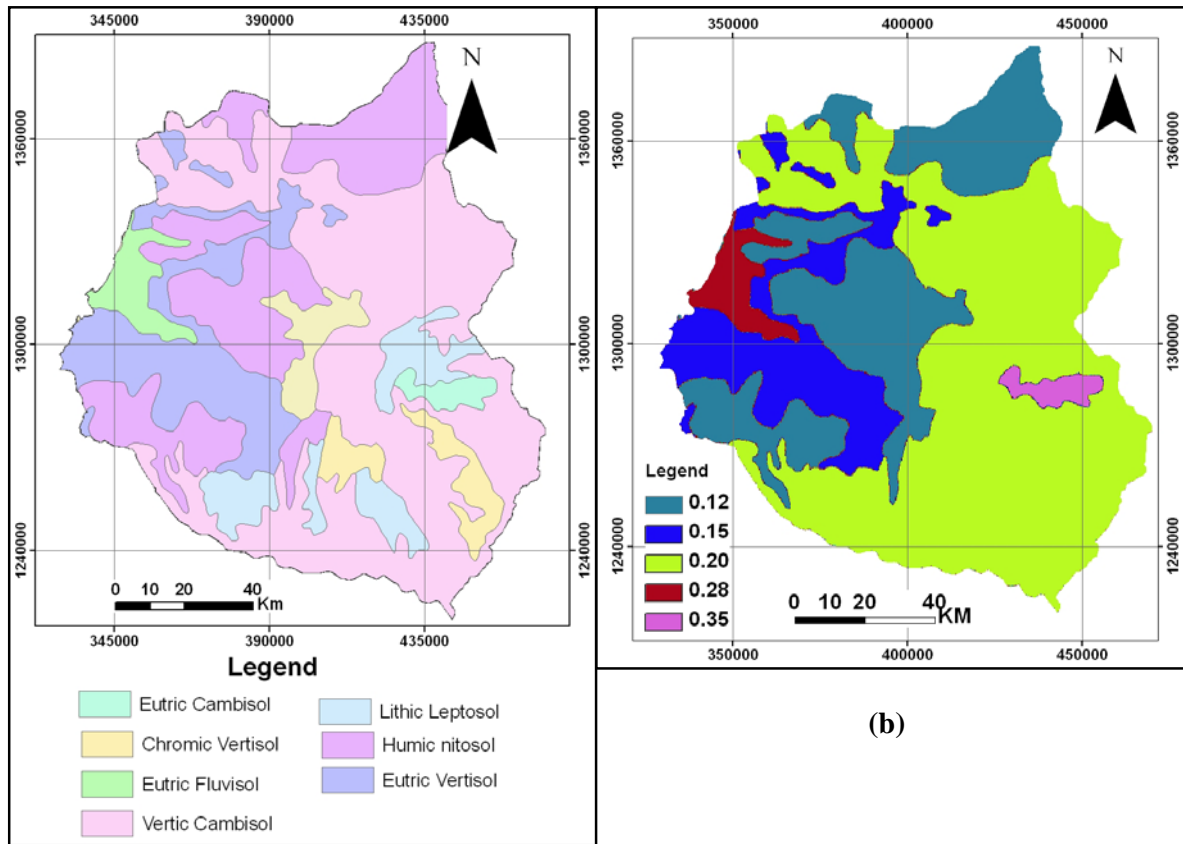 345000 390000 435000
N
1360000 1360000
1300000 1300000
1240000 1240000
0 10 20 40
Km
345000 390000 435000
Legend
Eutric Cambisol
Chromic Vertisol
Eutric Fluvisol
Vertic Cambisol
Lithic Leptosol
Humic nitosol
Eutric Vertisol
350000 400000 450000
N
1360000 1360000
1300000 1300000
1240000 1240000
Legend
0.12
0.15
0.20
0.28
0.35
0 10 20 40
KM
350000 400000 450000
(b)